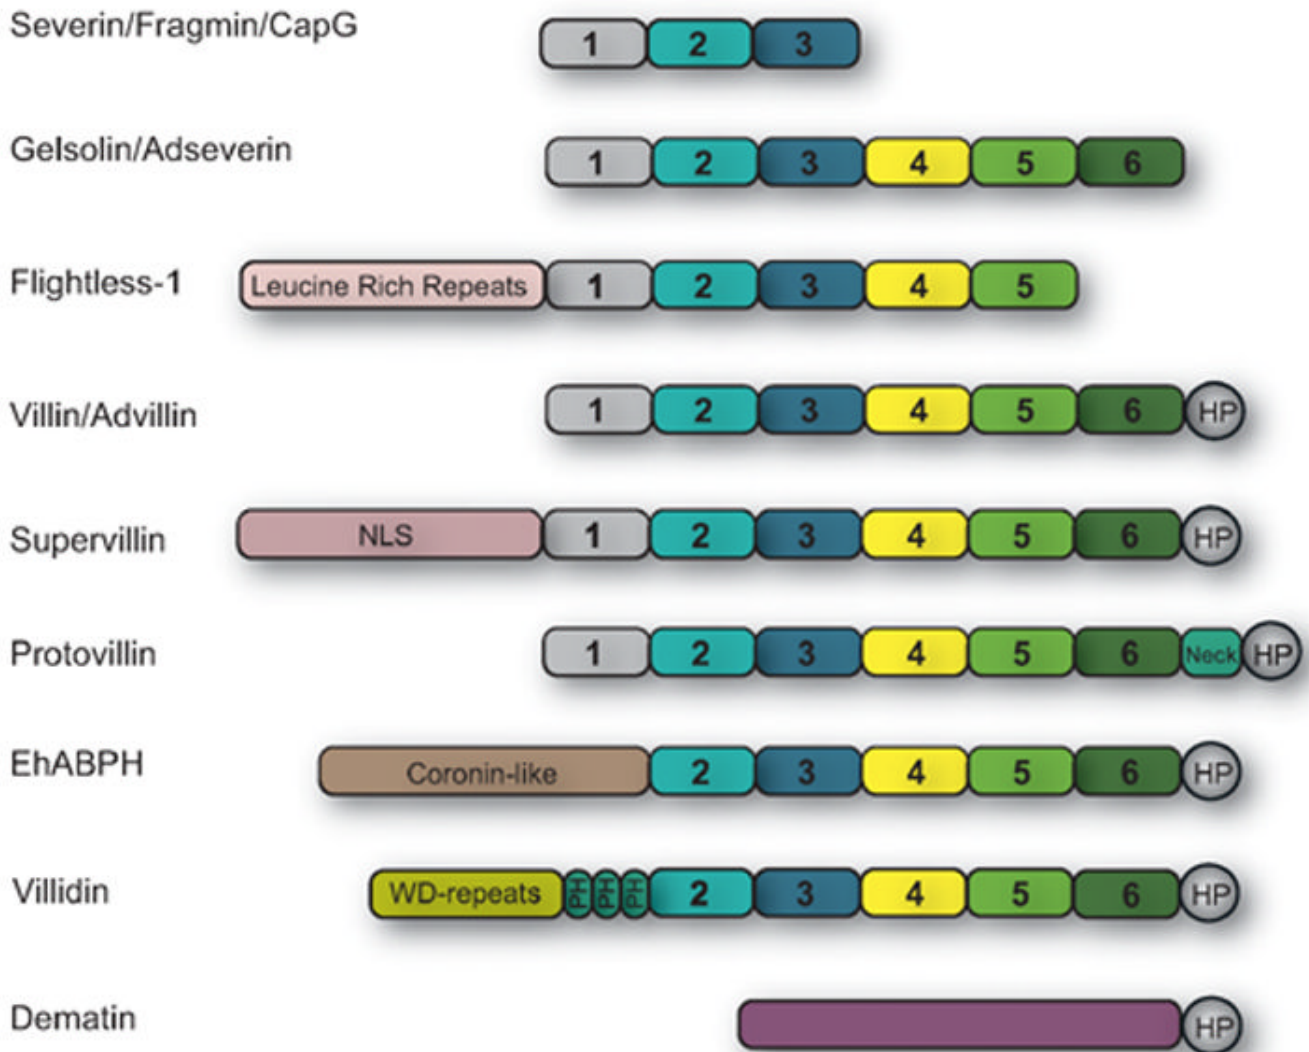 Severin/Fragmin/CapG 1 2 3
Gelsolin/Adseverin 1 2 3 4 5 6
Flightless-1 Leucine Rich Repeats 1 2 3 4 5
Villin/Advillin 1 2 3 4 5 6 HP
Supervillin NLS 1 2 3 4 5 6 HP
Protovillin 1 2 3 4 5 6 Neck HP
EhABPH Coronin-like 2 3 4 5 6 HP
Villidin WD-repeats PH PH PH 2 3 4 5 6 HP
Dematin HP